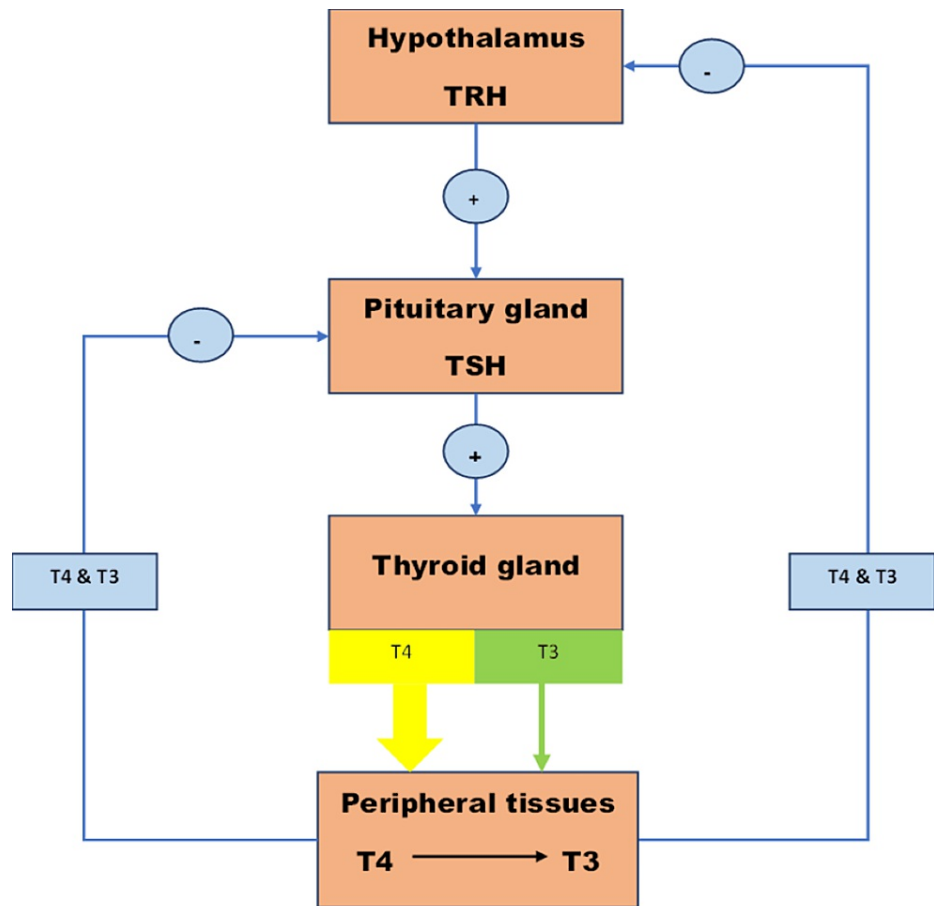 Hypothalamus
TRH
-
+
Pituitary gland
TSH
-
+
Thyroid gland
T4 & T3
T4 & T3
T4
T3
Peripheral tissues
T4 T3